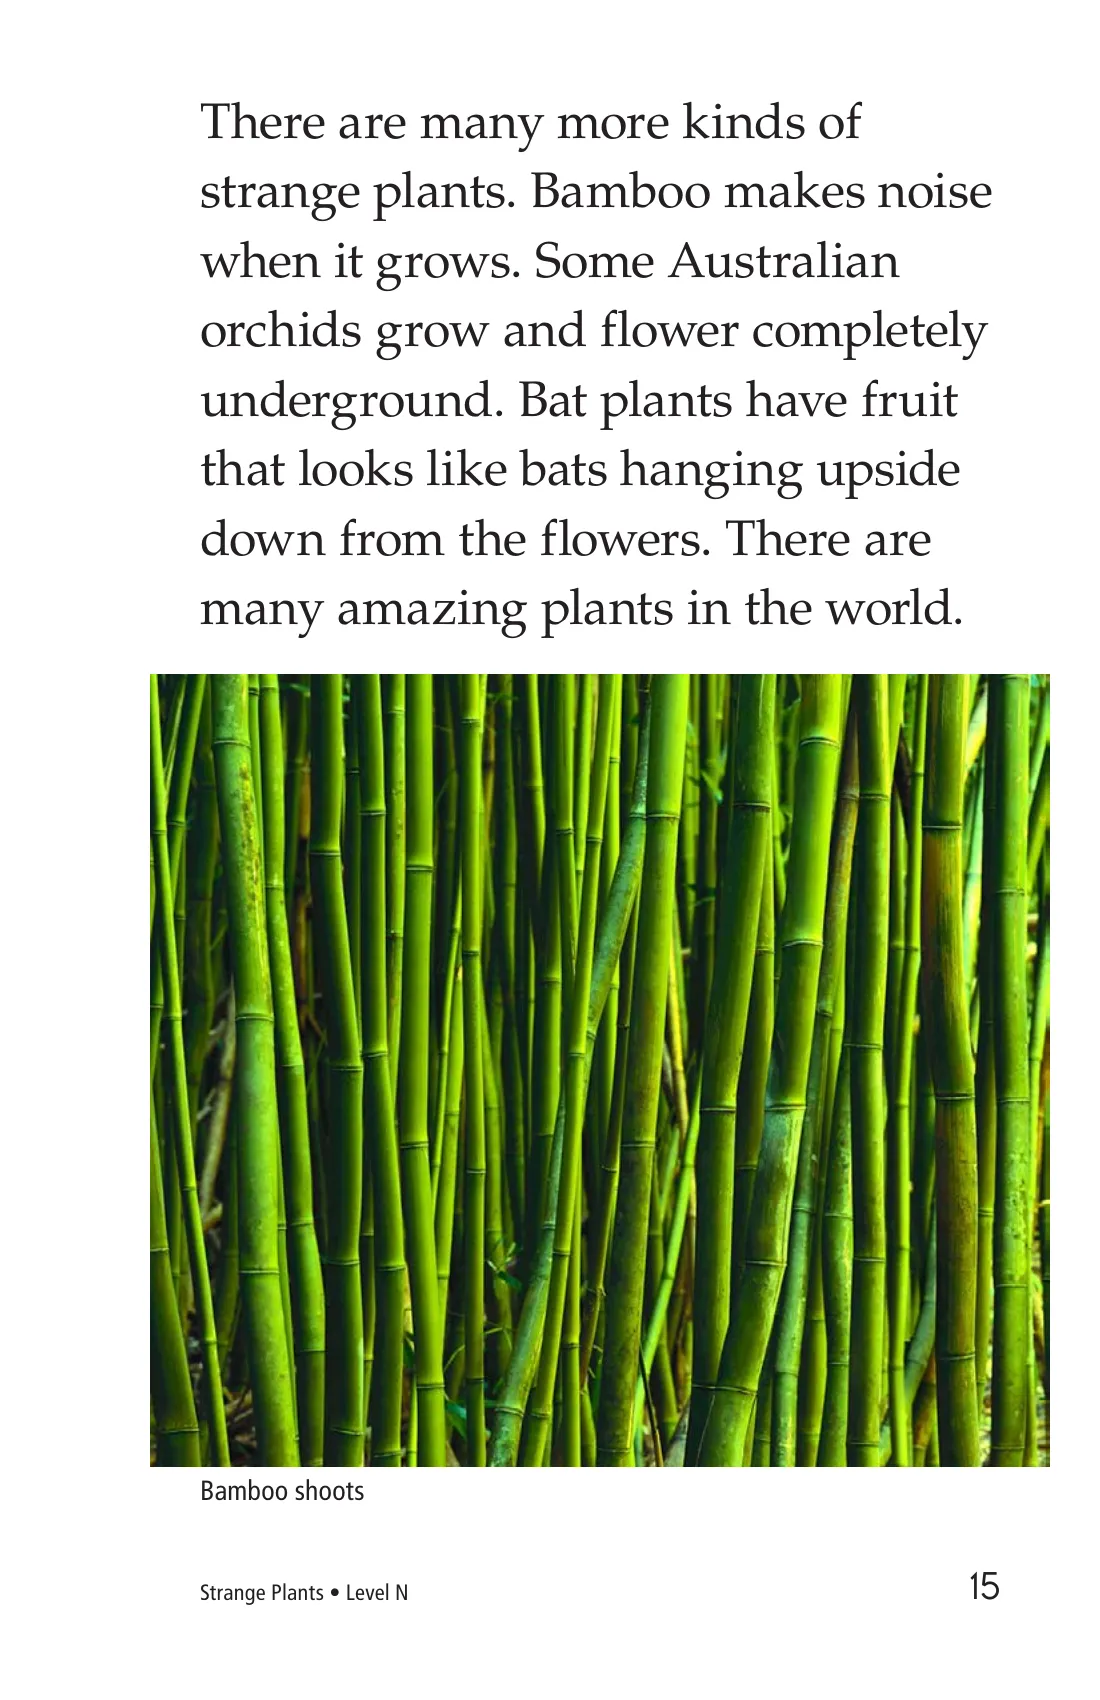 There are many more kinds of
strange plants. Bamboo makes noise
when it grows. Some Australian
orchids grow and flower completely
underground. Bat plants have fruit
that looks like bats hanging upside
down from the flowers. There are
many amazing plants in the world.
Bamboo shoots
Strange Plants • Level N
15